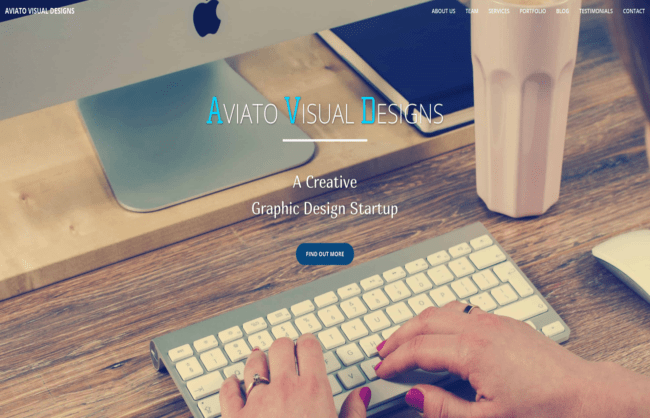 AVIATO VISUAL DESIGNS
ABOUT US TEAM SERVICES PORTFOLIO BLOG TESTIMONIALS CONTACT
AVIATO VISUAL DESIGNS
A Creative
Graphic Design Startup
FIND OUT MORE